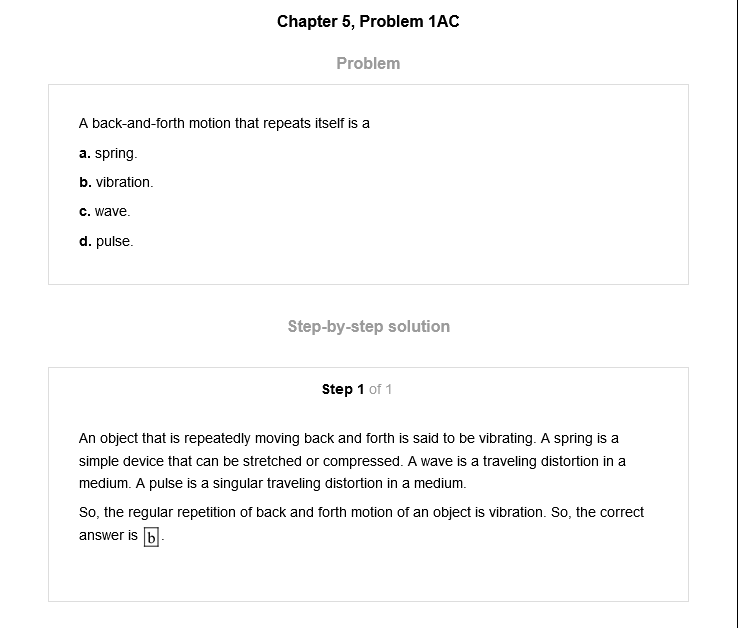 Chapter 5, Problem 1AC
Problem
A back-and-forth motion that repeats itself is a
a. spring.
b. vibration.
c. wave.
d. pulse.
Step-by-step solution
Step 1 of 1
An object that is repeatedly moving back and forth is said to be vibrating. A spring is a
simple device that can be stretched or compressed. A wave is a traveling distortion in a
medium. A pulse is a singular traveling distortion in a medium.
So, the regular repetition of back and forth motion of an object is vibration. So, the correct
answer is b.